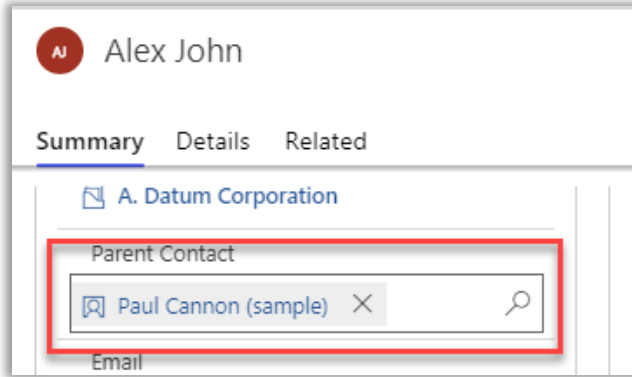 AJ Alex John
Summary Details Related
A. Datum Corporation
Parent Contact
Paul Cannon (sample)
Email